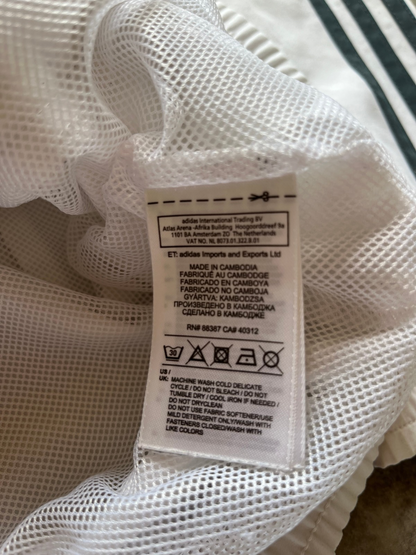 adidas International Trading BV
Atlas Arena -Afrika Building Hoogoorddreef 9a
1101 BA Amsterdam ZO The Netherlands
VAT NO. NL 8073.01.322.B.01
ET: adidas Imports and Exports Ltd
MADE IN CAMBODIA
FABRIQUÉ AU CAMBODGE
FABRICADO EN CAMBOYA
FABRICADO NO CAMBOJA
GYÁRTVA: KAMBODZSA
ПРОИЗВЕДЕНО В КАМБОДЖА
СДЕЛАНО В КАМБОДЖЕ
RN# 88387 CA# 40312
30
US /
UK: MACHINE WASH COLD DELICATE
CYCLE / DO NOT BLEACH / DO NOT
TUMBLE DRY / COOL IRON IF NEEDED /
DO NOT DRYCLEAN
DO NOT USE FABRIC SOFTENER/USE
MILD DETERGENT ONLY/WASH WITH
FASTENERS CLOSED/WASH WITH
LIKE COLORS